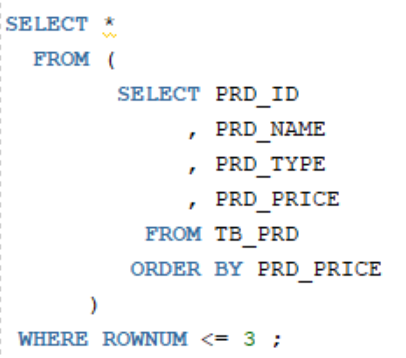 SELECT *
FROM (
SELECT PRD_ID
, PRD_NAME
, PRD_TYPE
, PRD_PRICE
FROM TB_PRD
ORDER BY PRD_PRICE
)
WHERE ROWNUM <= 3 ;